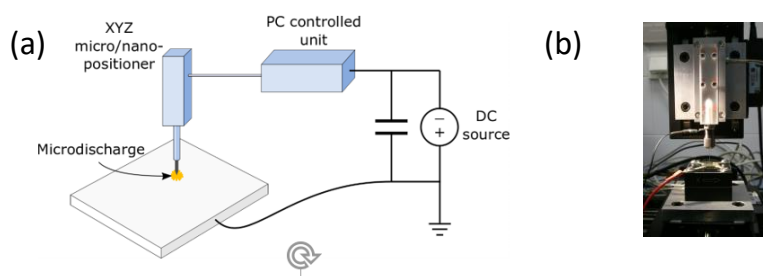 (a)
XYZ
micro/nano-
positioner
PC controlled
unit
(b)
DC
source
Microdischarge